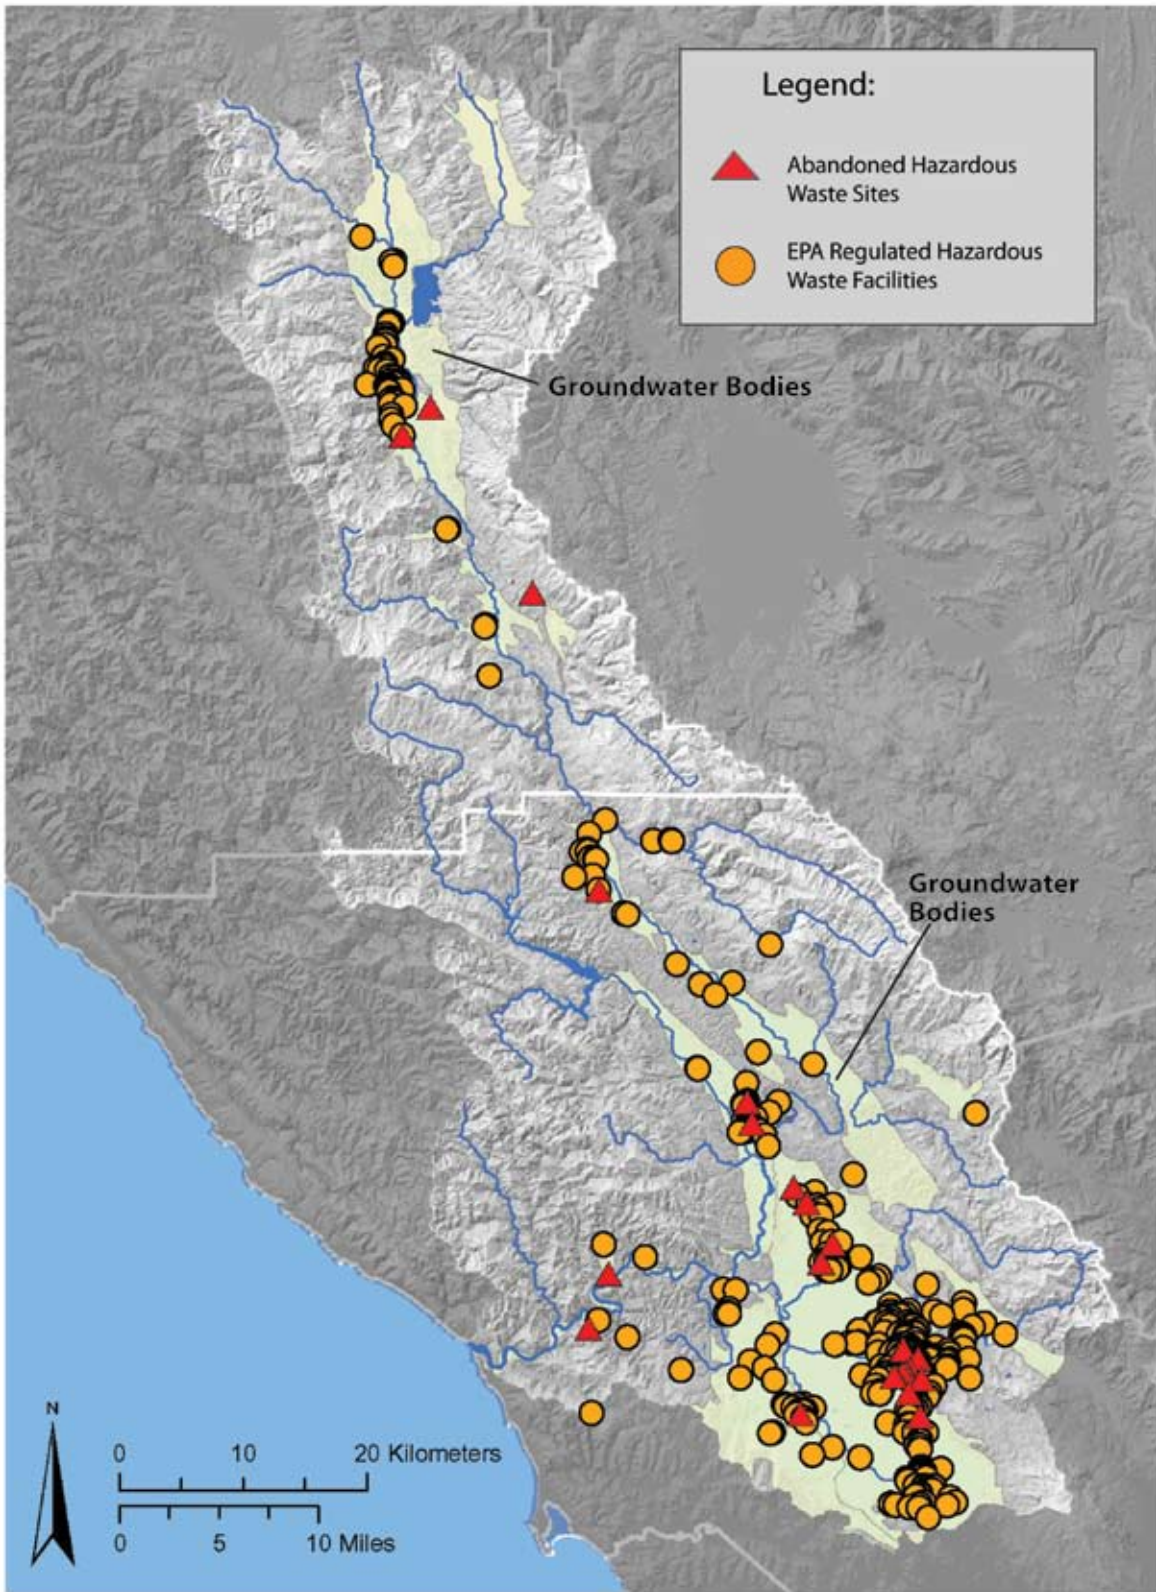 Legend:
Abandoned Hazardous
Waste Sites
EPA Regulated Hazardous
Waste Facilities
Groundwater Bodies
Groundwater
Bodies
N
0 10 20 Kilometers
0 5 10 Miles